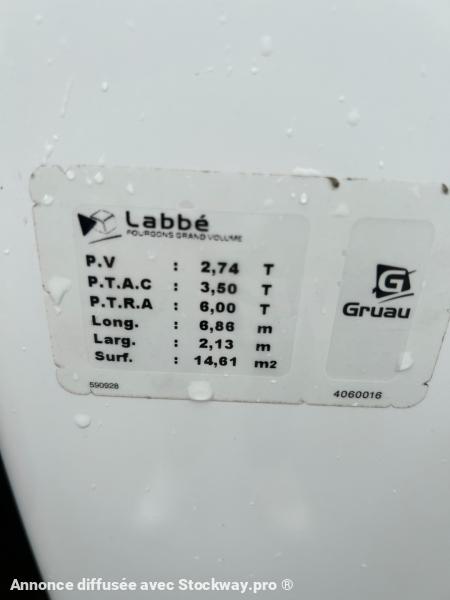 Labbé
FOURGONS GRAND VOLUME
P.V : 2,74 T
P.T.A.C : 3,50 T
P.T.R.A : 6,00 T
Long. : 6,86 m
Larg. : 2,13 m
Surf. : 14,61 m2
590928
G
Gruau
4060016
Annonce diffusée avec Stockway.pro ®